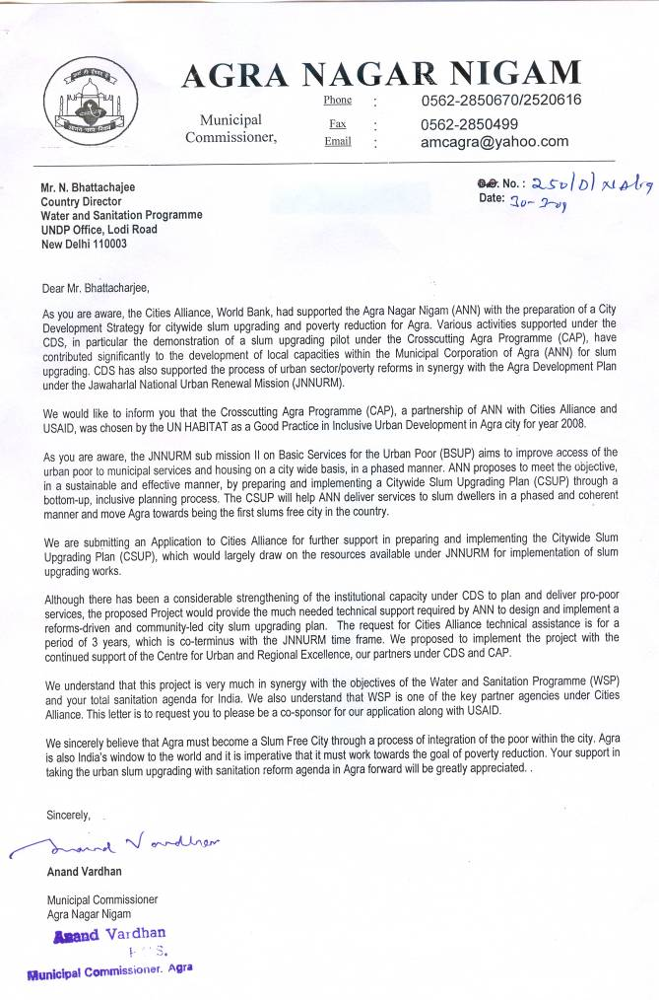 AGRA NAGAR NIGAM
Municipal
Commissioner,
Phone : 0562-2850670/2520616
Fax : 0562-2850499
Email : amcagra@yahoo.com
Mr. N. Bhattachajee
Country Director
Water and Sanitation Programme
UNDP Office, Lodi Road
New Delhi 110003
No. : 250/D/
Date:
Dear Mr. Bhattacharjee,
As you are aware, the Cities Alliance, World Bank, had supported the Agra Nagar Nigam (ANN) with the preparation of a City
Development Strategy for citywide slum upgrading and poverty reduction for Agra. Various activities supported under the
CDS, in particular the demonstration of a slum upgrading pilot under the Crosscutting Agra Programme (CAP), have
contributed significantly to the development of local capacities within the Municipal Corporation of Agra (ANN) for slum
upgrading. CDS has also supported the process of urban sector/poverty reforms in synergy with the Agra Development Plan
under the Jawaharlal National Urban Renewal Mission (JNNURM).
We would like to inform you that the Crosscutting Agra Programme (CAP), a partnership of ANN with Cities Alliance and
USAID, was chosen by the UN HABITAT as a Good Practice in Inclusive Urban Development in Agra city for year 2008.
As you are aware, the JNNURM sub mission II on Basic Services for the Urban Poor (BSUP) aims to improve access of the
urban poor to municipal services and housing on a city wide basis, in a phased manner. ANN proposes to meet the objective,
in a sustainable and effective manner, by preparing and implementing a Citywide Slum Upgrading Plan (CSUP) through a
bottom-up, inclusive planning process. The CSUP will help ANN deliver services to slum dwellers in a phased and coherent
manner and move Agra towards being the first slums free city in the country.
We are submitting an Application to Cities Alliance for further support in preparing and implementing the Citywide Slum
Upgrading Plan (CSUP), which would largely draw on the resources available under JNNURM for implementation of slum
upgrading works.
Although there has been a considerable strengthening of the institutional capacity under CDS to plan and deliver pro-poor
services, the proposed Project would provide the much needed technical support required by ANN to design and implement a
reforms-driven and community-led city slum upgrading plan. The request for Cities Alliance technical assistance is for a
period of 3 years, which is co-terminus with the JNNURM time frame. We proposed to implement the project with the
continued support of the Centre for Urban and Regional Excellence, our partners under CDS and CAP.
We understand that this project is very much in synergy with the objectives of the Water and Sanitation Programme (WSP)
and your total sanitation agenda for India. We also understand that WSP is one of the key partner agencies under Cities
Alliance. This letter is to request you to please be a co-sponsor for our application along with USAID.
We sincerely believe that Agra must become a Slum Free City through a process of integration of the poor within the city. Agra
is also India's window to the world and it is imperative that it must work towards the goal of poverty reduction. Your support in
taking the urban slum upgrading with sanitation reform agenda in Agra forward will be greatly appreciated. .
Sincerely,
Anand Vardhan
Anand Vardhan
Municipal Commissioner
Agra Nagar Nigam
Anand Vardhan
Municipal Commissioner. Agra